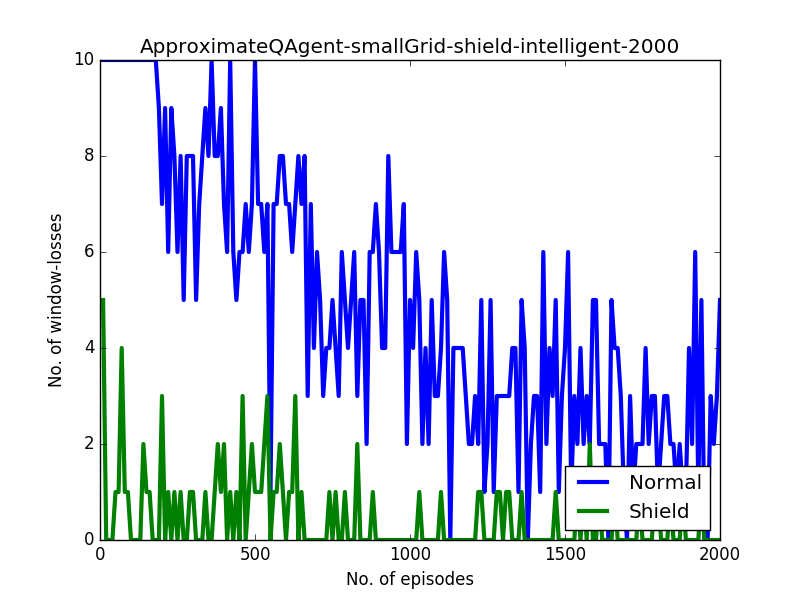 ApproximateQAgent-smallGrid-shield-intelligent-2000
10
8
6
4
2
0
No. of window-losses
0 500 1000 1500 2000
No. of episodes
Normal
Shield